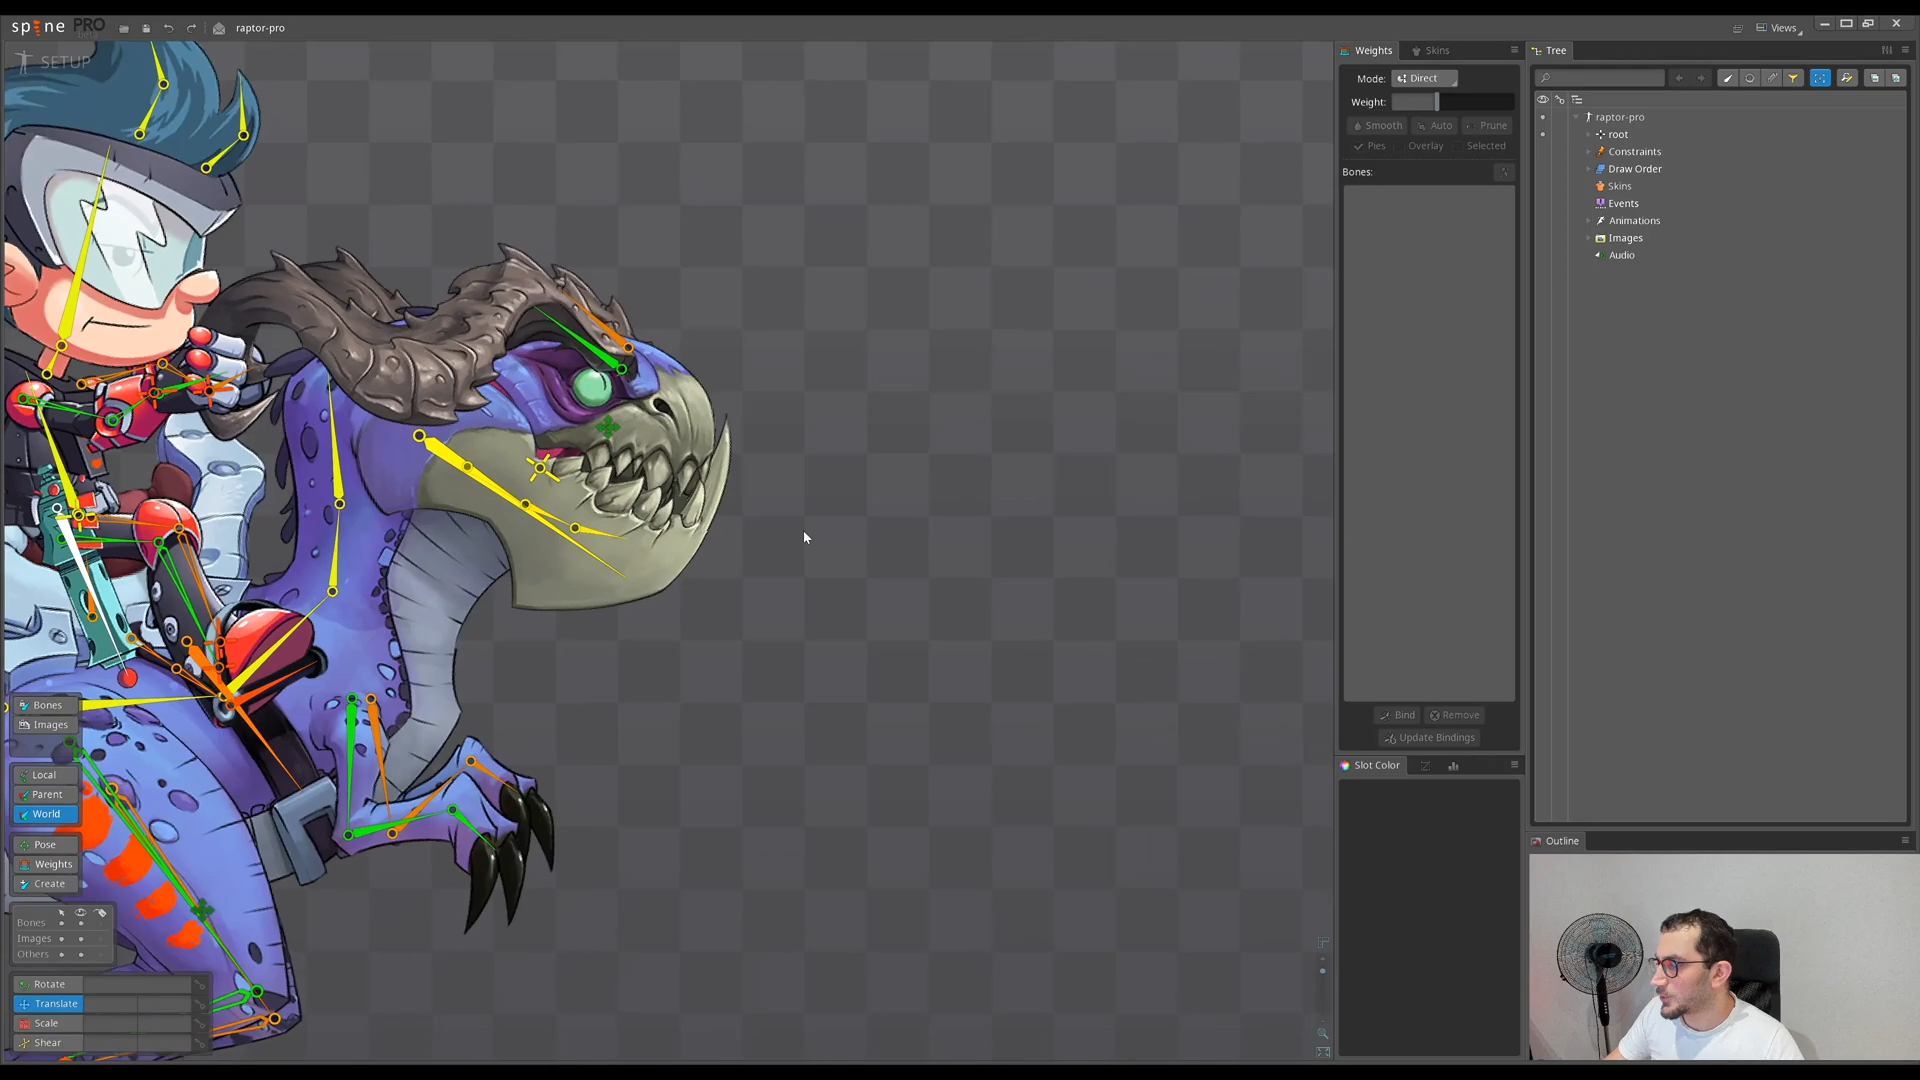 spine PRO
beta
raptor-pro
Views
SETUP
Weights
Skins
Tree
Mode:
Direct
Weight:
Smooth
Auto
Prune
Pies
Overlay
Selected
Bones:
raptor-pro
root
Constraints
Draw Order
Skins
Events
Animations
Images
Audio
Bind
Remove
Update Bindings
Slot Color
Outline
Bones
Images
Local
Parent
World
Pose
Weights
Create
Bones
Images
Others
Rotate
Translate
Scale
Shear